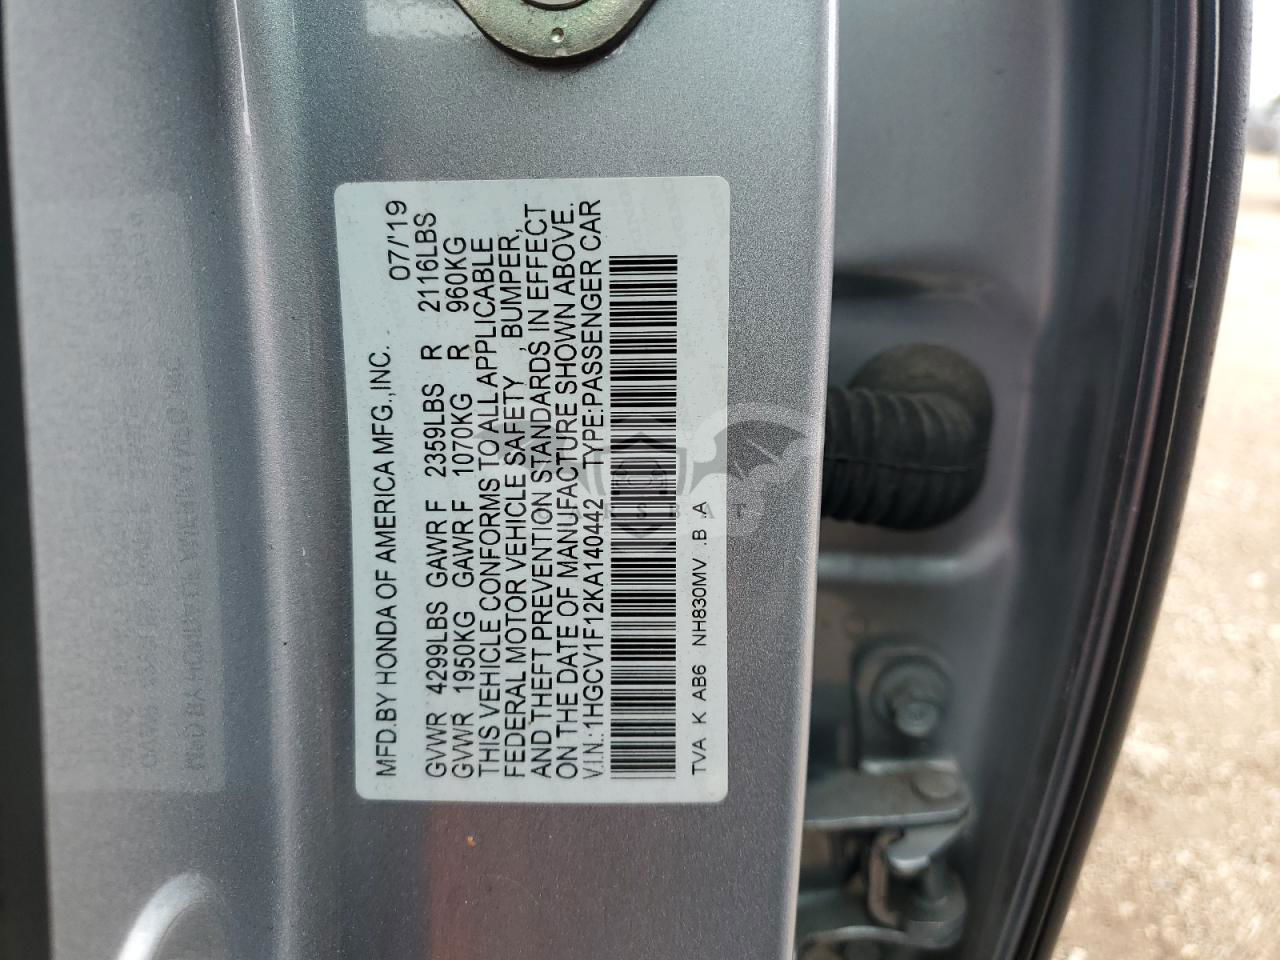 MFD.BY HONDA OF AMERICA MFG.,INC. 07/'19
GVWR 4299LBS GAWR F 2359LBS R 2116LBS
GVWR 1950KG GAWR F 1070KG R 960KG
THIS VEHICLE CONFORMS TO ALL APPLICABLE
FEDERAL MOTOR VEHICLE SAFETY, BUMPER,
AND THEFT PREVENTION STANDARDS IN EFFECT
ON THE DATE OF MANUFACTURE SHOWN ABOVE.
V.I.N.:1HGCV1F12KA140442 TYPE:PASSENGER CAR
TVA K AB6 NH830MV .B .A